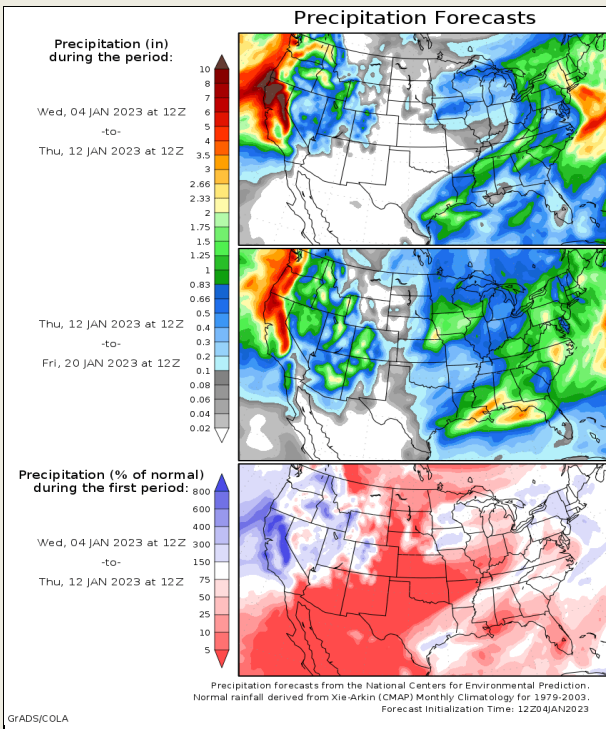 Precipitation Forecasts
Precipitation (in)
during the period:
Wed, 04 JAN 2023 at 12Z
-to-
Thu, 12 JAN 2023 at 12Z
10
8
7
6
5
4
3.5
3
2.66
2.33
2
1.75
1.5
1.25
1
0.83
0.66
0.5
0.4
0.3
0.2
0.1
0.08
0.06
0.04
0.02
Thu, 12 JAN 2023 at 12Z
-to-
Fri, 20 JAN 2023 at 12Z
Precipitation (% of normal)
during the first period:
Wed, 04 JAN 2023 at 12Z
-to-
Thu, 12 JAN 2023 at 12Z
800
600
400
300
150
75
50
25
10
5
Precipitation forecasts from the National Centers for Environmental Prediction.
Normal rainfall derived from Xie-Arkin (CMAP) Monthly Climatology for 1979-2003.
Forecast Initialization Time: 12Z04JAN2023
GrADS/COLA